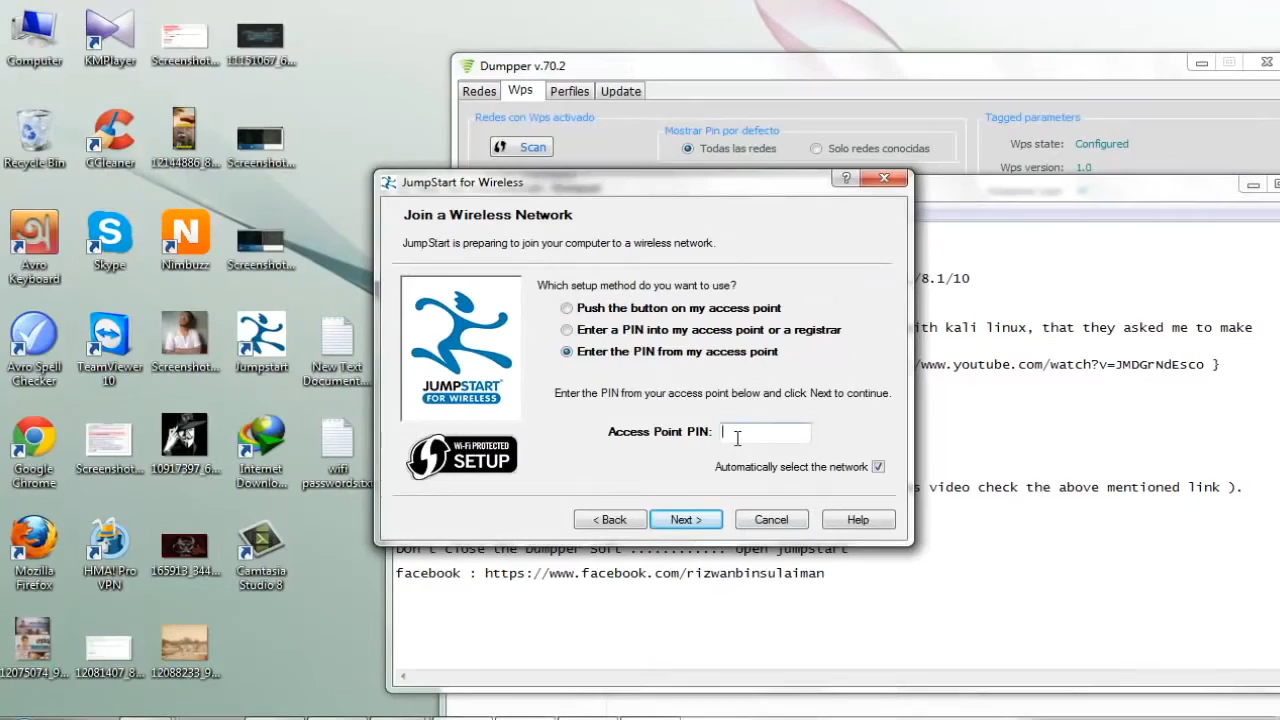 Computer
KMPlayer
Screenshot...
11151067_6...
Recycle Bin
CCleaner
12144886_8...
Screenshot...
Avro Keyboard
Skype
Nimbuzz
Screenshot...
Avro Spell Checker
TeamViewer 10
Screenshot...
Jumpstart
New Text Document...
Google Chrome
Screenshot...
10917397_6...
Internet Downlo...
wifi passwords.txt
Mozilla Firefox
HMA! Pro VPN
165913_344...
Camtasia Studio 8
12075074_9...
12081407_8...
12088233_9...
Dumpper v.70.2
Redes Wps Perfiles Update
Redes con Wps activado
Scan
Mostrar Pin por defecto
Todas las redes Solo redes conocidas
Tagged parameters
Wps state: Configured
Wps version: 1.0
JumpStart for Wireless
Join a Wireless Network
JumpStart is preparing to join your computer to a wireless network.
Which setup method do you want to use?
Push the button on my access point
Enter a PIN into my access point or a registrar
Enter the PIN from my access point
Enter the PIN from your access point below and click Next to continue.
Access Point PIN:
Automatically select the network
JUMPSTART
FOR WIRELESS
Wi-Fi PROTECTED
SETUP
< Back Next > Cancel Help
/8.1/10
ith kali linux, that they asked me to make
/www.youtube.com/watch?v=JMDGrNdEsco }
s video check the above mentioned link ).
Don't close the Dumpper Soft ............ open jumpstart
facebook : https://www.facebook.com/rizwanbinsulaiman